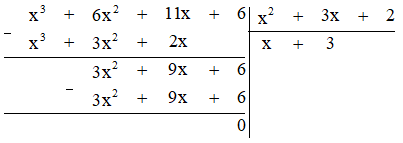 x³ + 6x² + 11x + 6 | x² + 3x + 2
− x³ + 3x² + 2x | x + 3
3x² + 9x + 6
− 3x² + 9x + 6
0